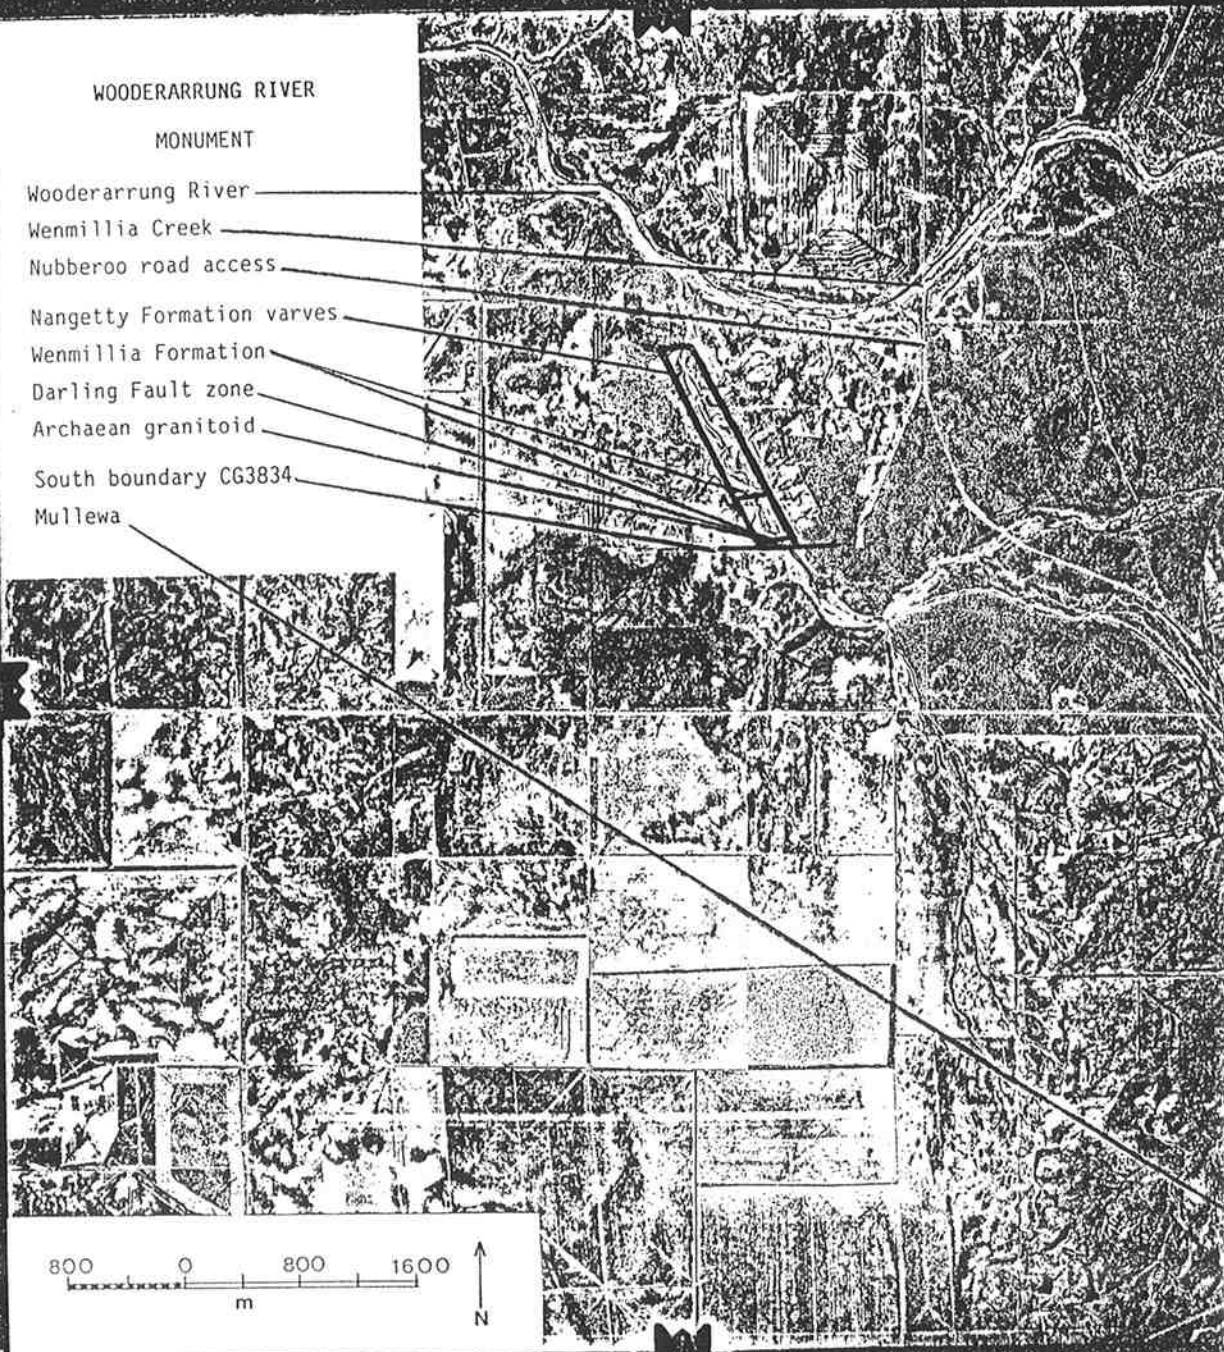 WOODERARRUNG RIVER
MONUMENT
Wooderarrung River
Wenmillia Creek
Nubberoo road access
Nangetty Formation varves
Wenmillia Formation
Darling Fault zone
Archaean granitoid
South boundary CG3834
Mullewa
800 0 800 1600
m
N